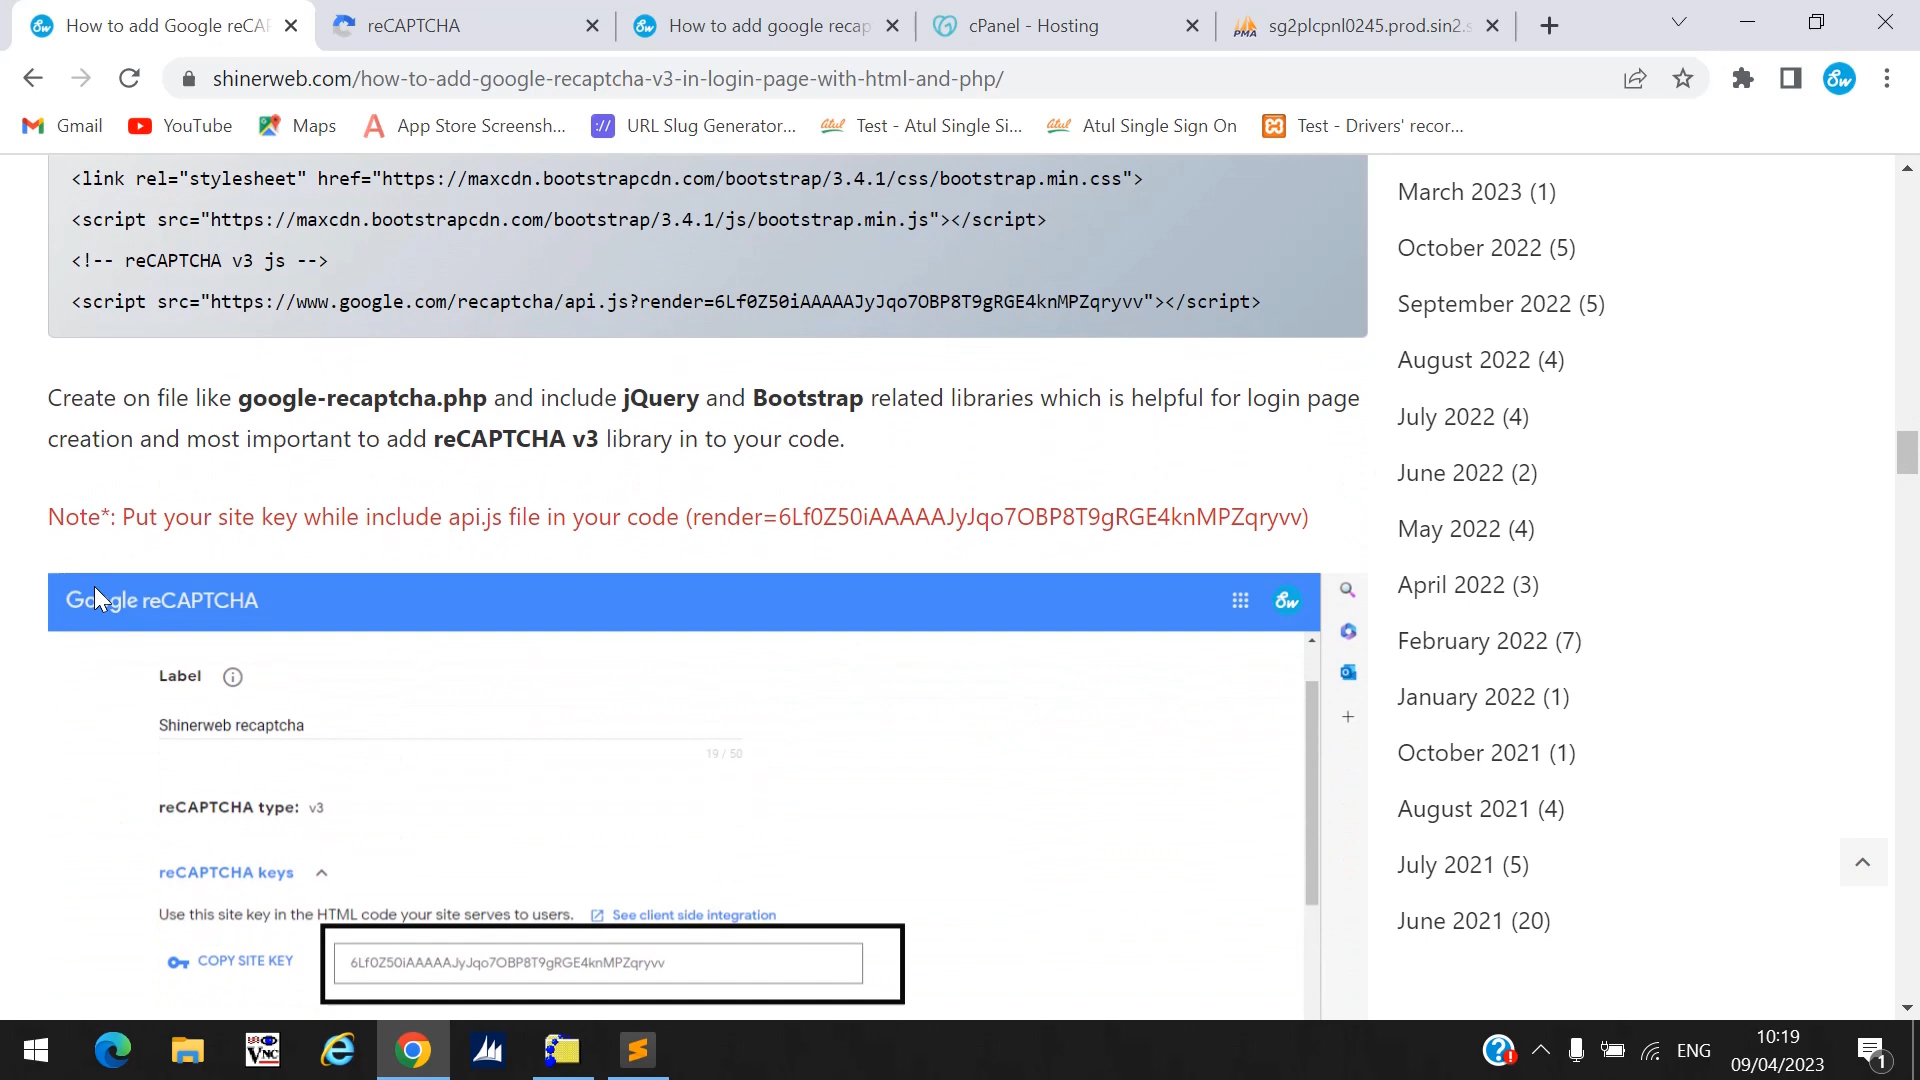 How to add Google reCAP
reCAPTCHA
How to add google recap
cPanel - Hosting
sg2plcpnl0245.prod.sin2.s
shinerweb.com/how-to-add-google-recaptcha-v3-in-login-page-with-html-and-php/
Gmail
YouTube
Maps
App Store Screensh...
URL Slug Generator...
Test - Atul Single Si...
Atul Single Sign On
Test - Drivers' recor...
<link rel="stylesheet" href="https://maxcdn.bootstrapcdn.com/bootstrap/3.4.1/css/bootstrap.min.css">
<script src="https://maxcdn.bootstrapcdn.com/bootstrap/3.4.1/js/bootstrap.min.js"></script>
<!-- reCAPTCHA v3 js -->
<script src="https://www.google.com/recaptcha/api.js?render=6Lf0Z50iAAAAAJyJqo7OBP8T9gRGE4knMPZqryvv"></script>
Create on file like google-recaptcha.php and include jQuery and Bootstrap related libraries which is helpful for login page
creation and most important to add reCAPTCHA v3 library in to your code.
Note*: Put your site key while include api.js file in your code (render=6Lf0Z50iAAAAAJyJqo7OBP8T9gRGE4knMPZqryvv)
Google reCAPTCHA
Sw
Label
Shinerweb recaptcha
19 / 50
reCAPTCHA type: v3
reCAPTCHA keys
Use this site key in the HTML code your site serves to users. See client side integration
COPY SITE KEY
6Lf0Z50iAAAAAJyJqo7OBP8T9gRGE4knMPZqryvv
March 2023 (1)
October 2022 (5)
September 2022 (5)
August 2022 (4)
July 2022 (4)
June 2022 (2)
May 2022 (4)
April 2022 (3)
February 2022 (7)
January 2022 (1)
October 2021 (1)
August 2021 (4)
July 2021 (5)
June 2021 (20)
ENG
10:19
09/04/2023
1